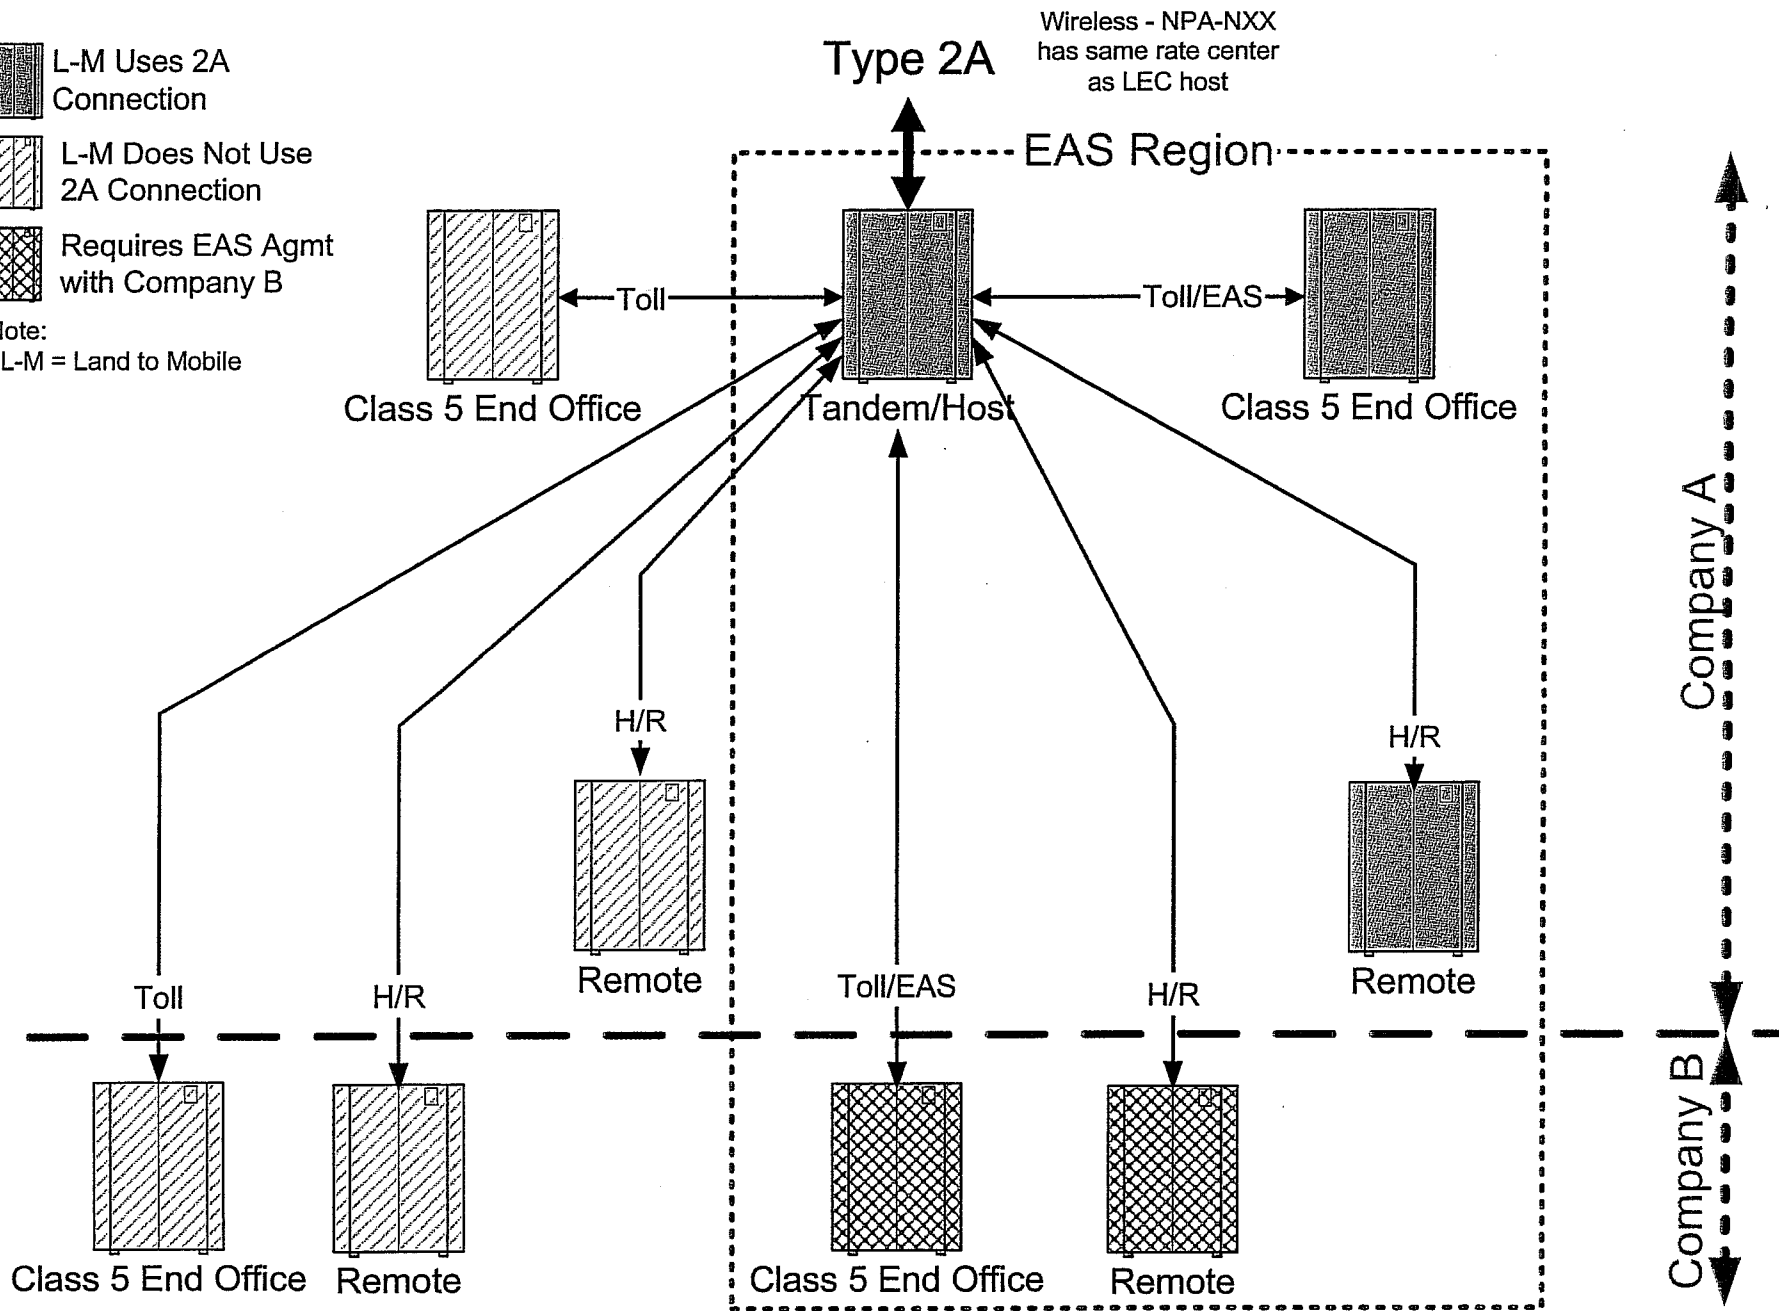 Wireless - NPA-NXX
has same rate center
as LEC host
Type 2A
L-M Uses 2A
Connection
L-M Does Not Use
2A Connection
Requires EAS Agmt
with Company B
ote:
L-M = Land to Mobile
EAS Region
Toll
Toll/EAS
Class 5 End Office
Tandem/Host
Class 5 End Office
Company A
H/R
H/R
Remote
Remote
Toll
H/R
Toll/EAS
H/R
Company B
Class 5 End Office
Remote
Class 5 End Office
Remote